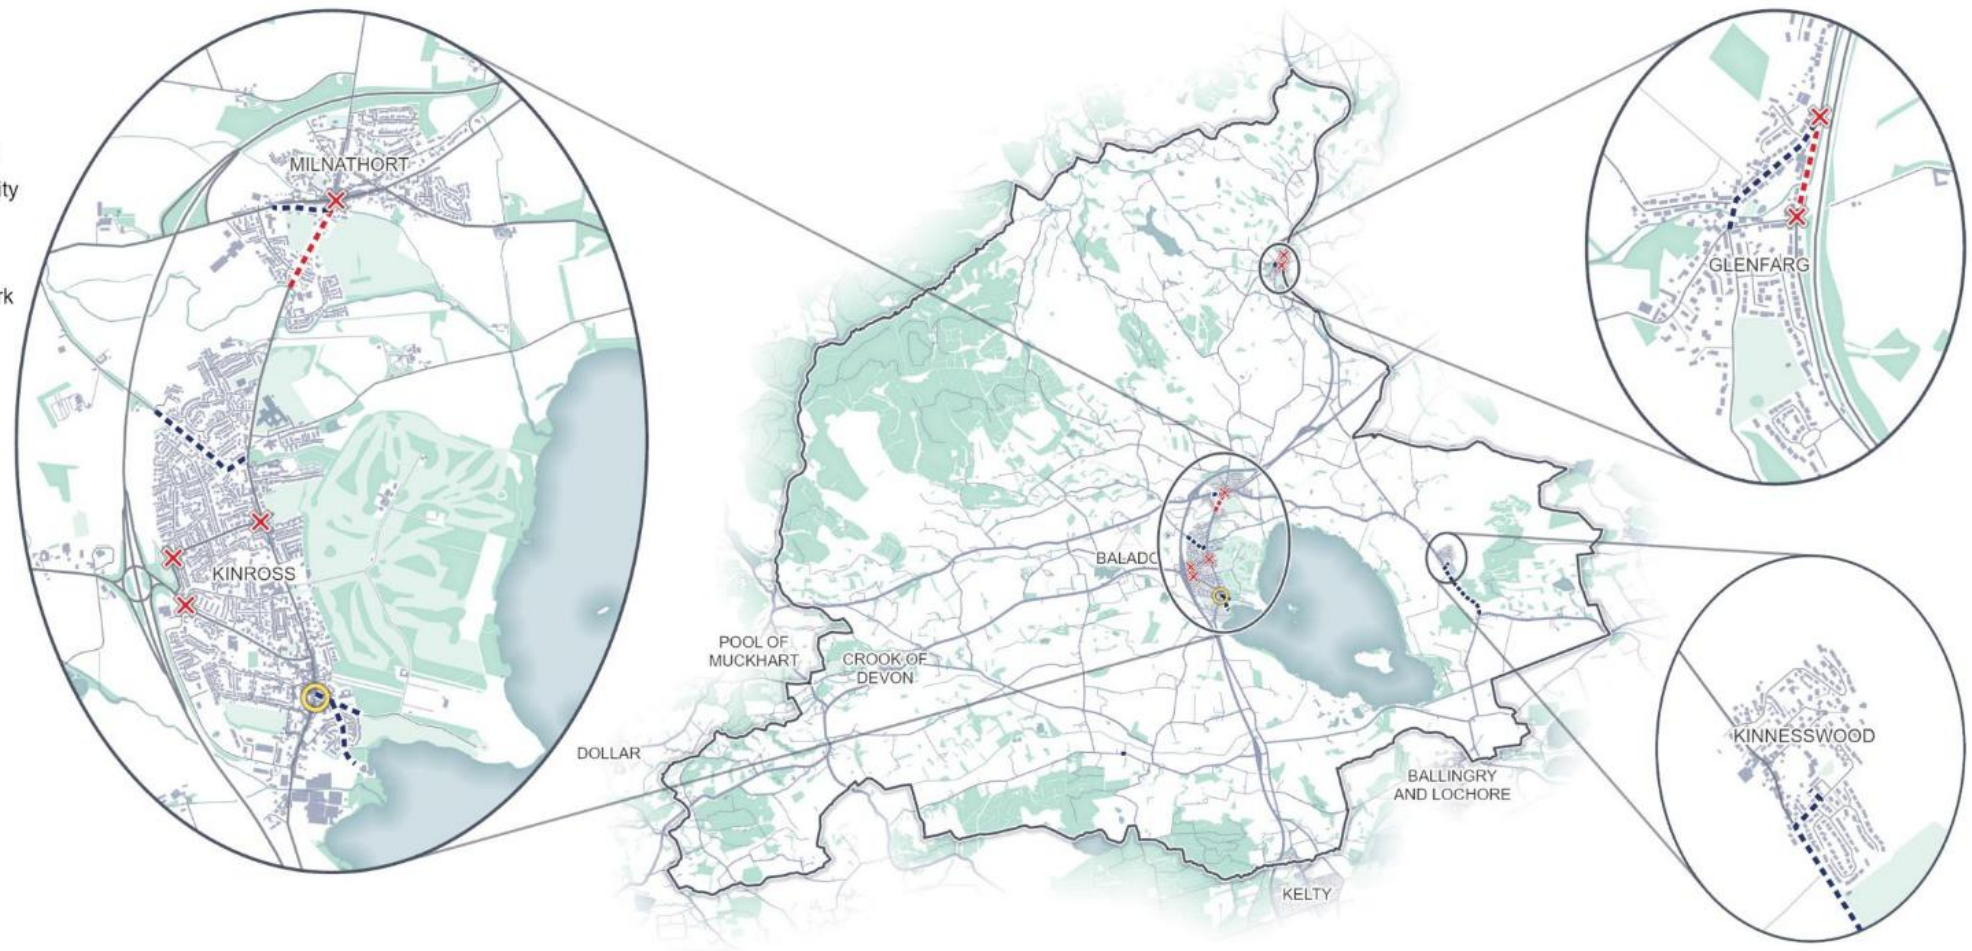 ity
rk
MILNATHORT
KINROSS
GLENFARG
BALADO
POOL OF
MUCKHART
CROOK OF
DEVON
DOLLAR
BALLINGRY
AND LOCHORE
KELTY
KINNESSWOOD